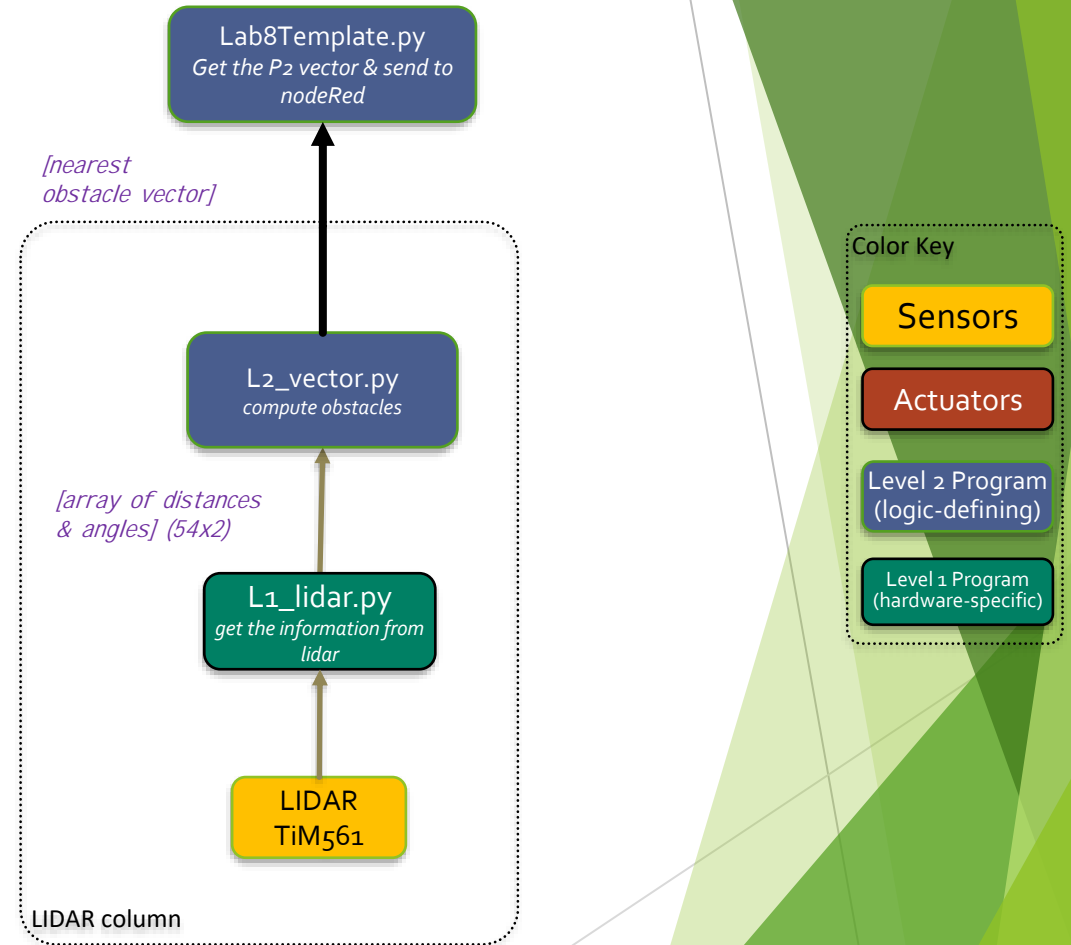 Lab8Template.py
Get the P2 vector & send to
nodeRed
[nearest
obstacle vector]
L2_vector.py
compute obstacles
[array of distances
& angles] (54x2)
L1_lidar.py
get the information from
lidar
LIDAR
TiM561
LIDAR column
Color Key
Sensors
Actuators
Level 2 Program
(logic-defining)
Level 1 Program
(hardware-specific)